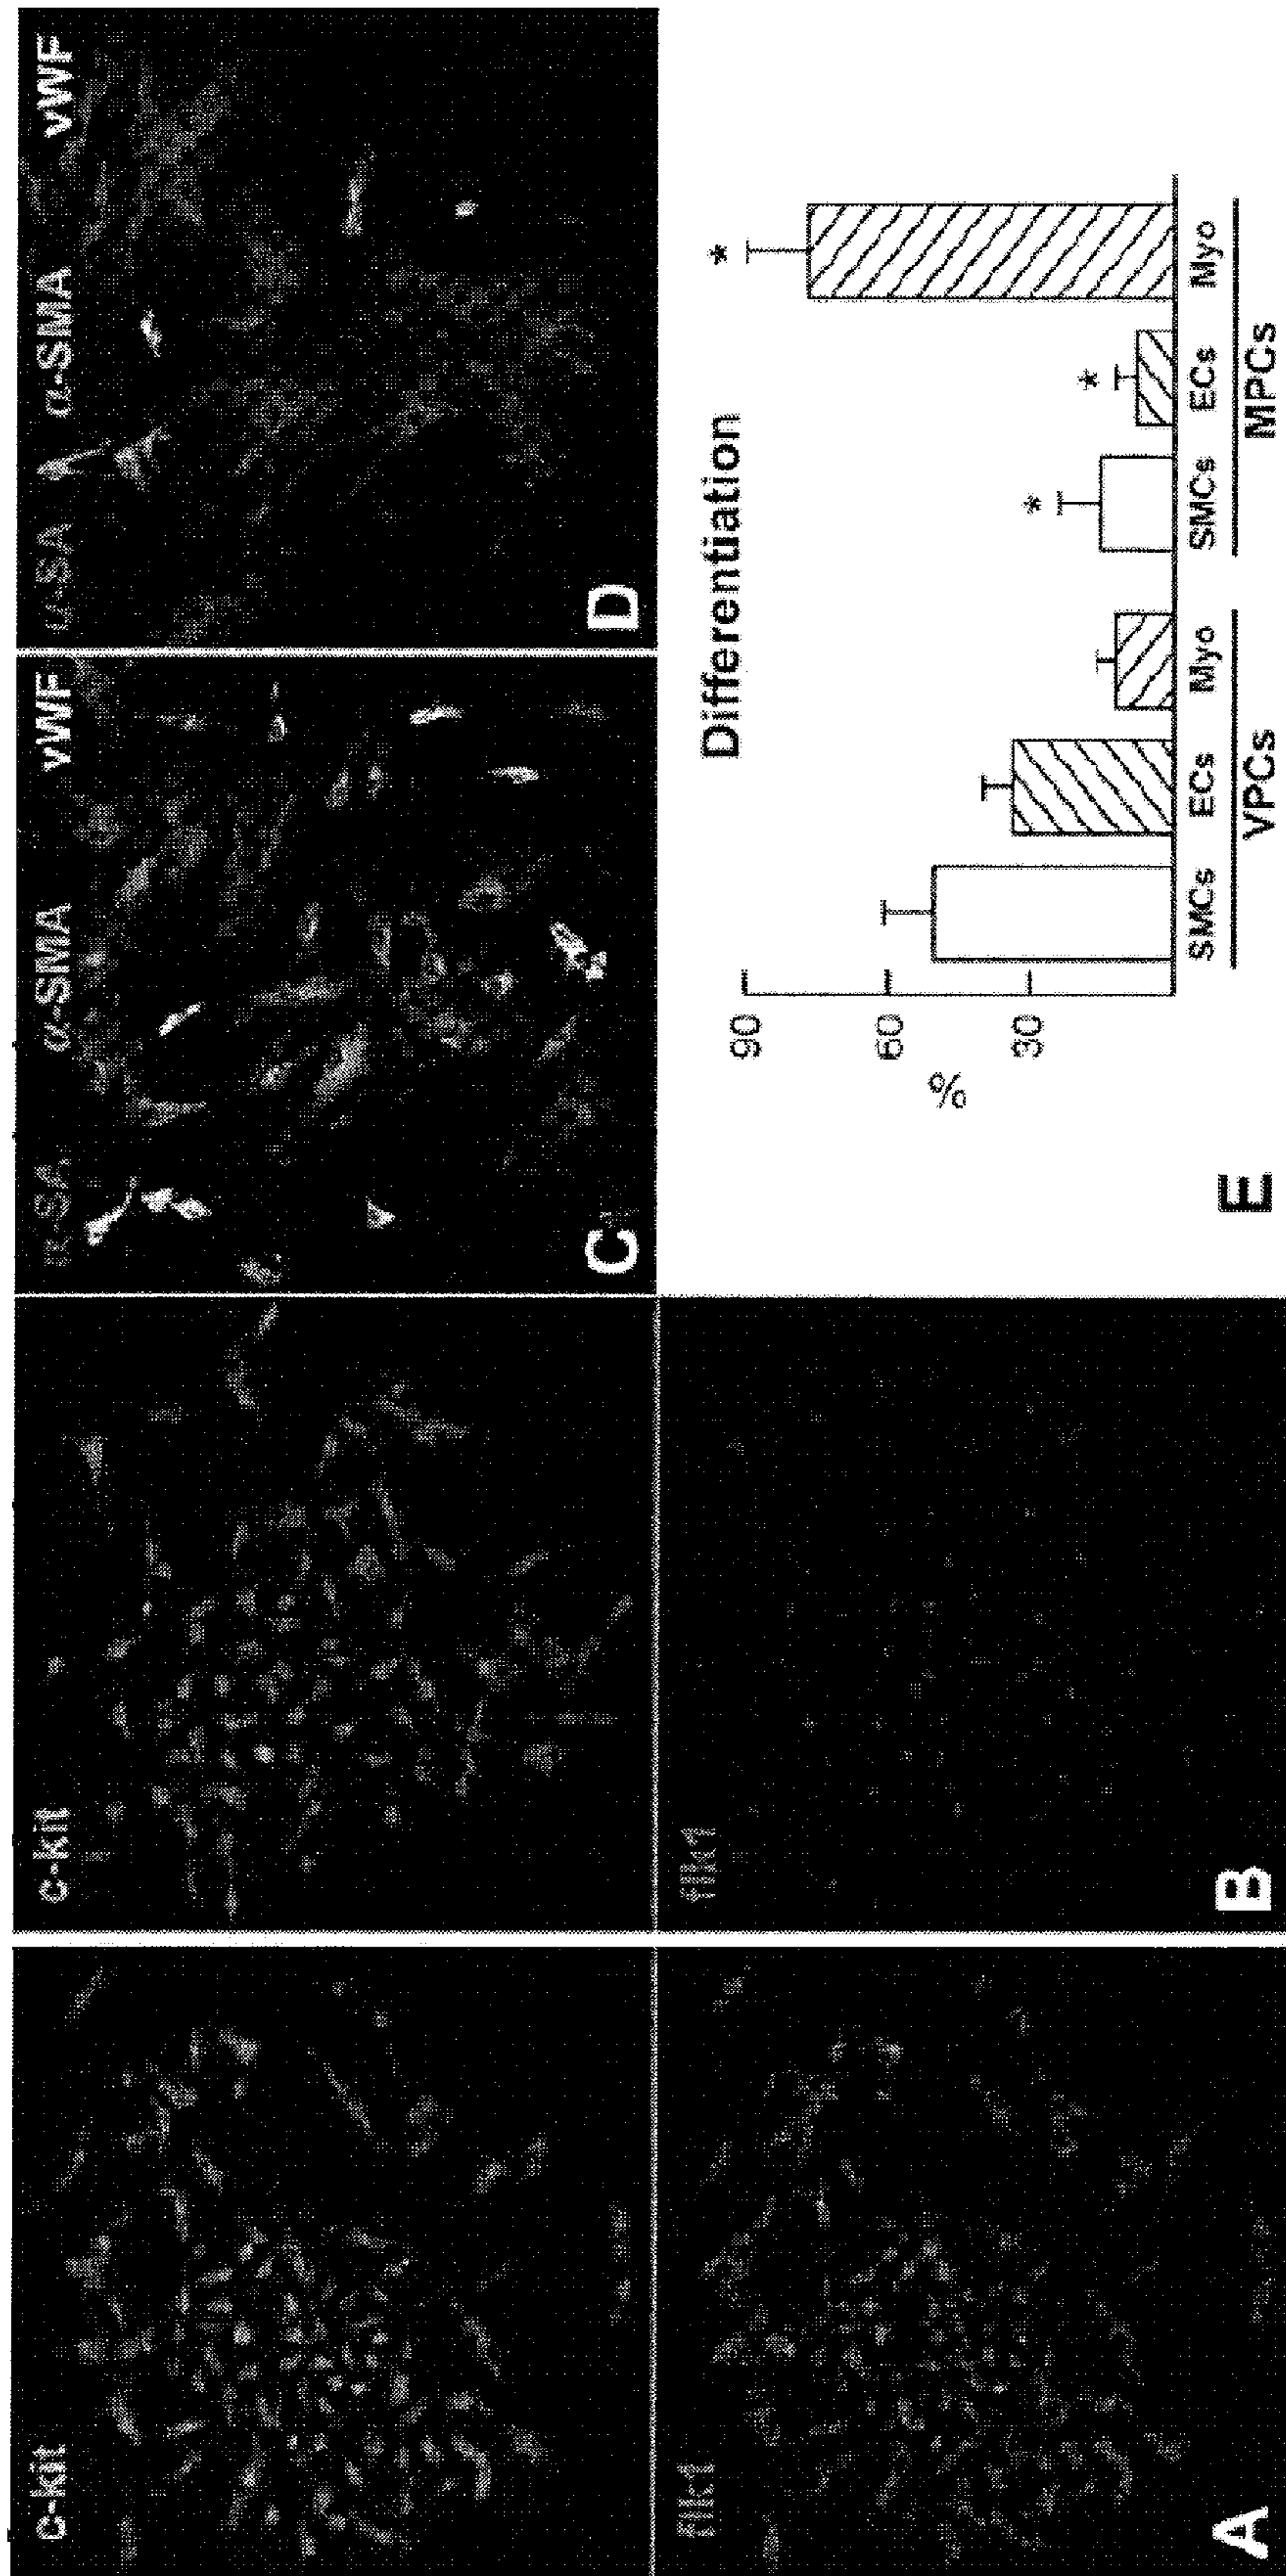 c-kit
flk1
A
c-kit
flk1
B
α-SA α-SMA vWF
C
α-SA α-SMA vWF
D
Differentiation
90
60
30
%
* * *
SMCs ECs Myo SMCs ECs Myo
VPCs MPCs
E